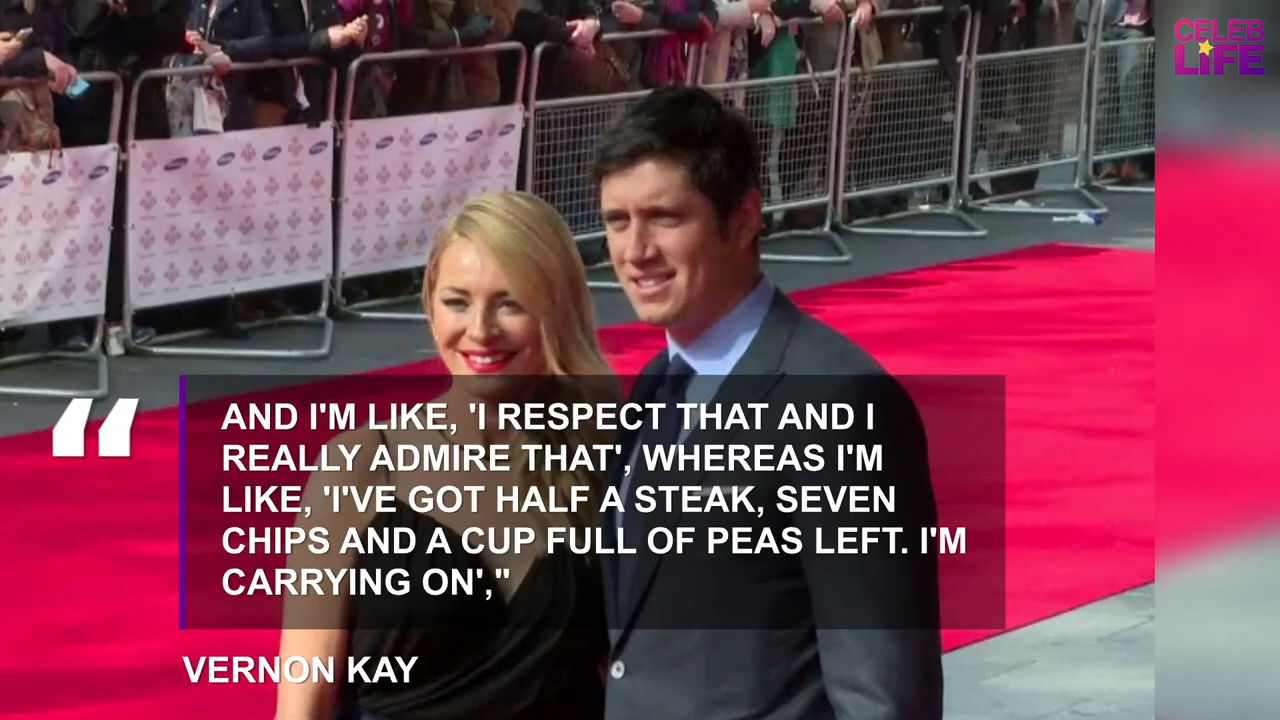 CELEB
LIFE
“
AND I'M LIKE, 'I RESPECT THAT AND I
REALLY ADMIRE THAT', WHEREAS I'M
LIKE, 'I'VE GOT HALF A STEAK, SEVEN
CHIPS AND A CUP FULL OF PEAS LEFT. I'M
CARRYING ON',"
VERNON KAY